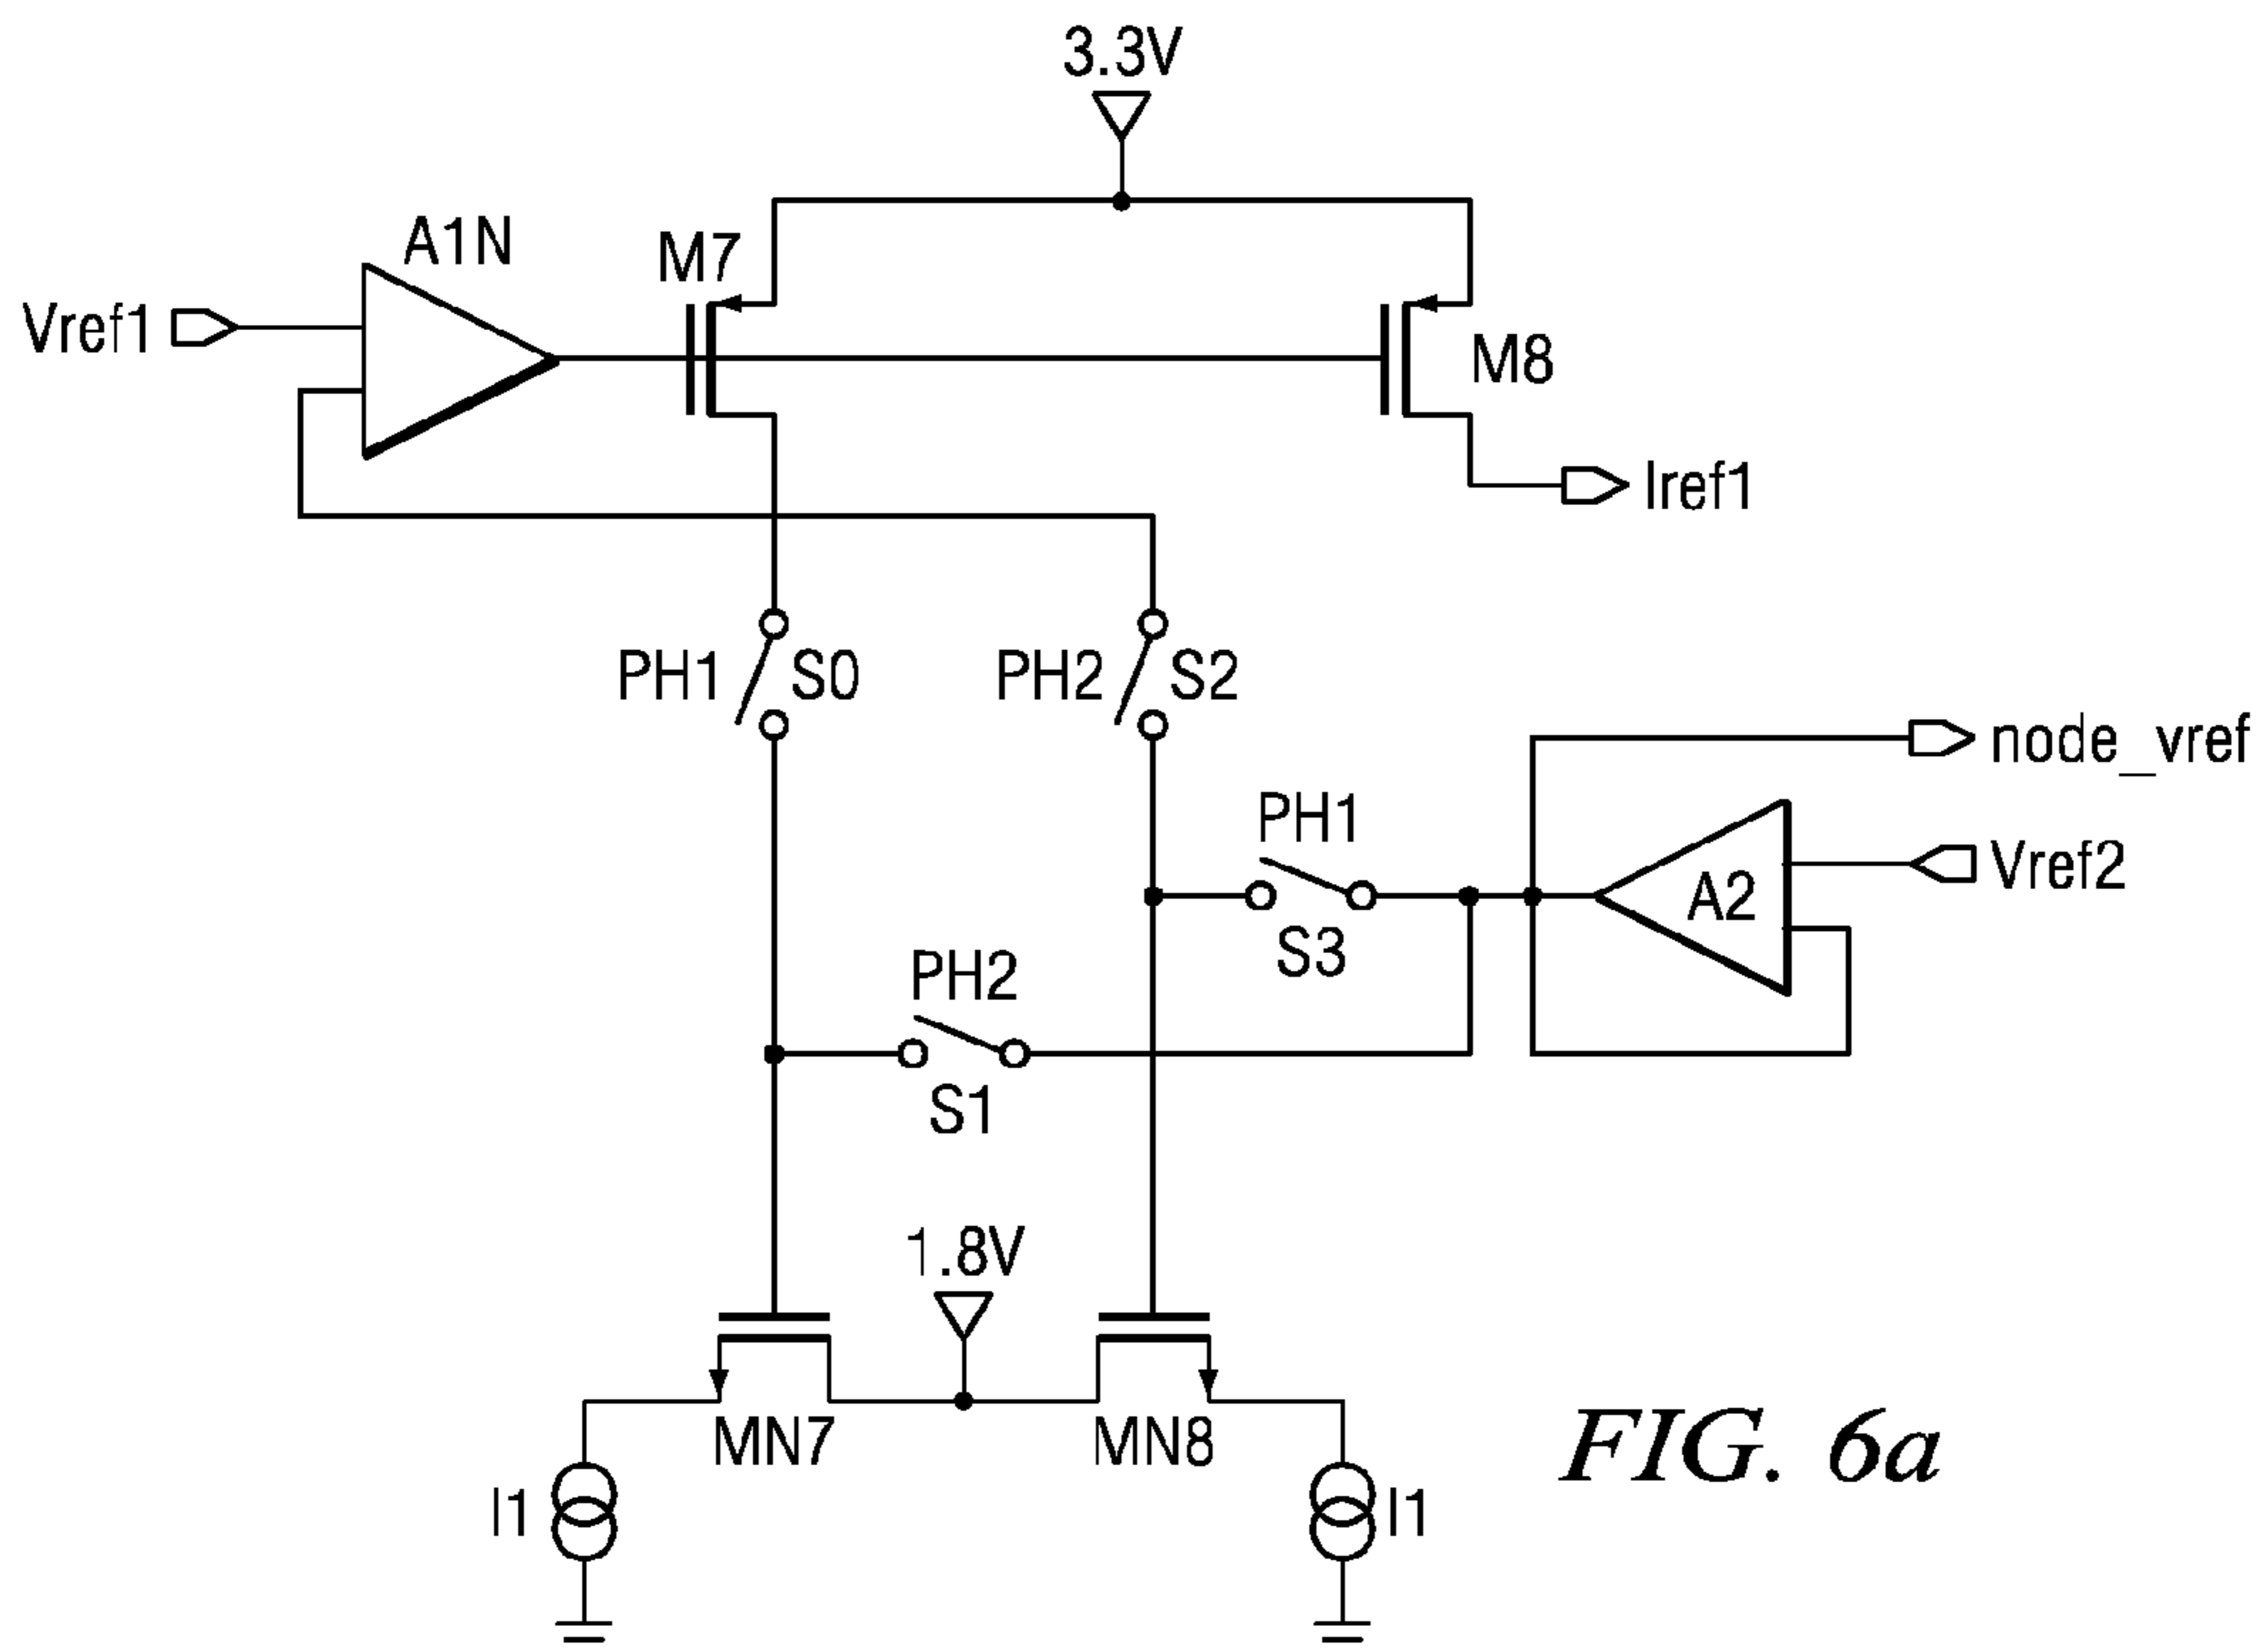 3.3V
A1N
M7
Vref1
M8
Iref1
PH1
S0
PH2
S2
node_vref
PH1
Vref2
A2
S3
PH2
S1
1.8V
MN7
MN8
I1
I1
FIG. 6a